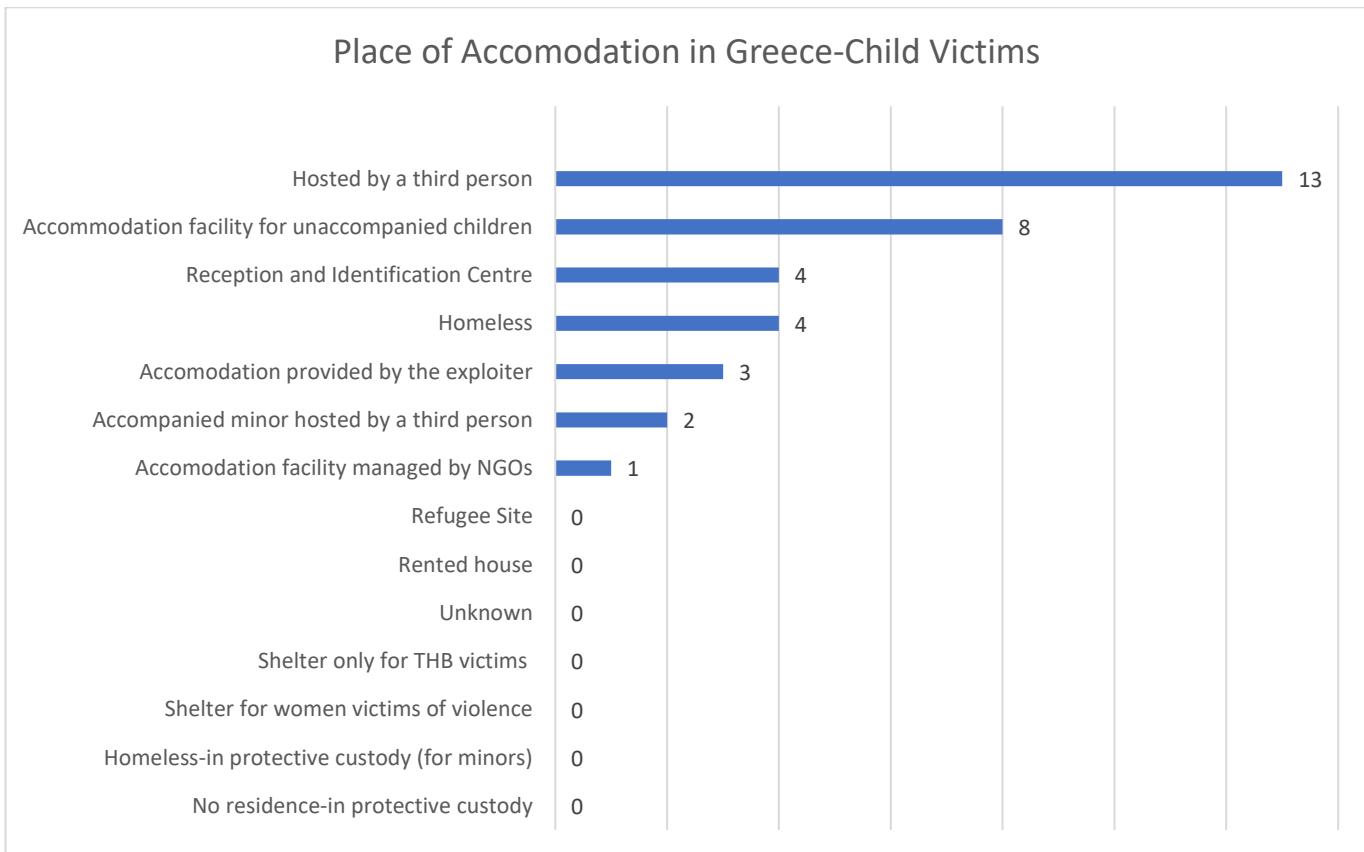 Place of Accomodation in Greece-Child Victims
Hosted by a third person 13
Accommodation facility for unaccompanied children 8
Reception and Identification Centre 4
Homeless 4
Accomodation provided by the exploiter 3
Accompanied minor hosted by a third person 2
Accomodation facility managed by NGOs 1
Refugee Site 0
Rented house 0
Unknown 0
Shelter only for THB victims 0
Shelter for women victims of violence 0
Homeless-in protective custody (for minors) 0
No residence-in protective custody 0